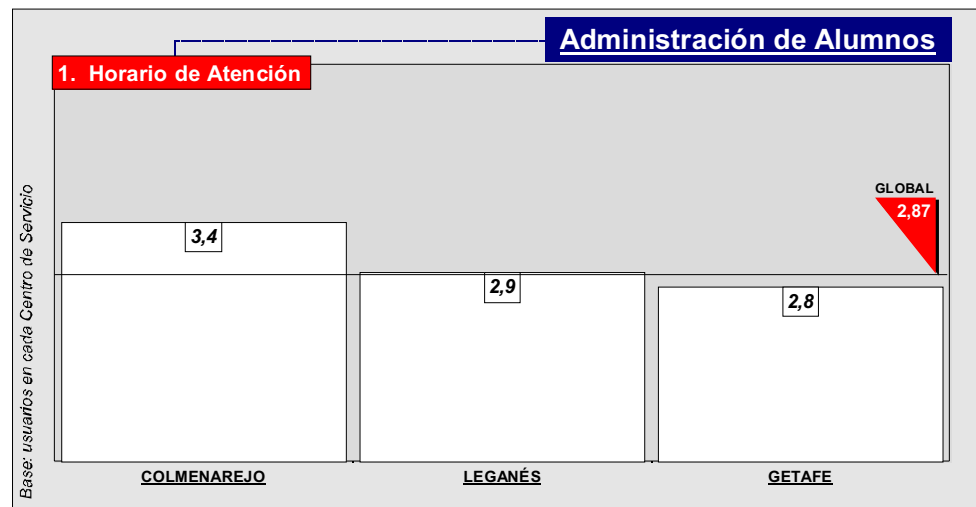 Administración de Alumnos
1. Horario de Atención
GLOBAL
2,87
3,4
2,9
2,8
COLMENAREJO
LEGANÉS
GETAFE
Base: usuarios en cada Centro de Servicio